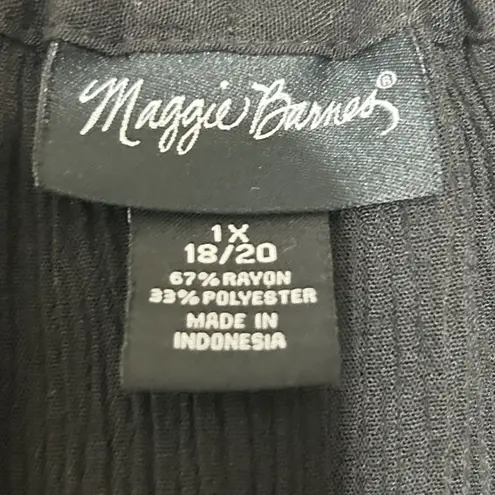 Maggie Barnes®
1X
18/20
67% RAYON
33% POLYESTER
MADE IN
INDONESIA